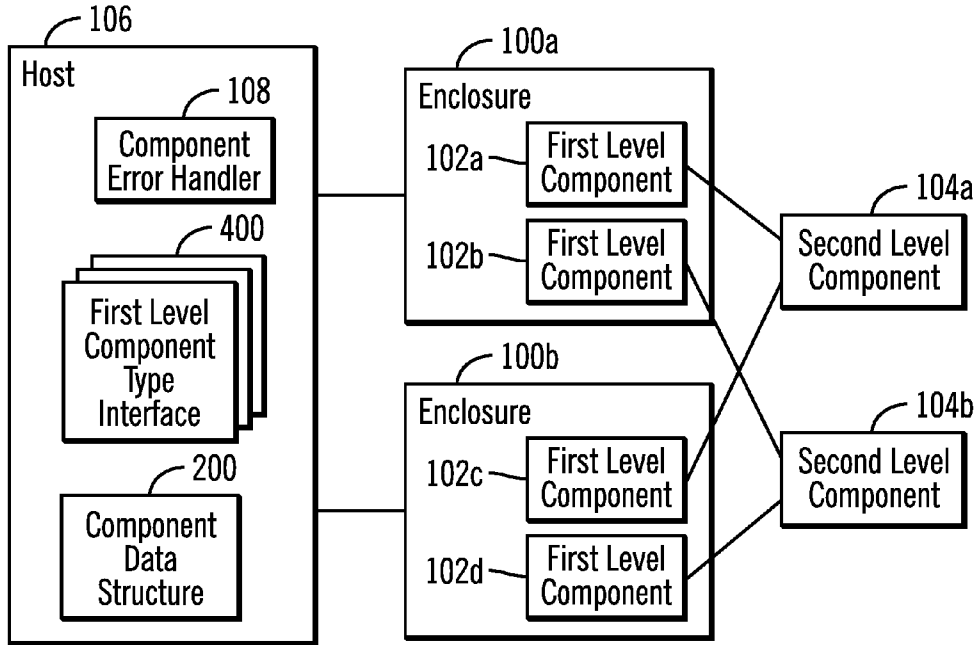 106
Host
108
Component
Error Handler
400
First Level
Component
Type
Interface
200
Component
Data
Structure
100a
Enclosure
102a
First Level
Component
102b
First Level
Component
100b
Enclosure
102c
First Level
Component
102d
First Level
Component
104a
Second Level
Component
104b
Second Level
Component